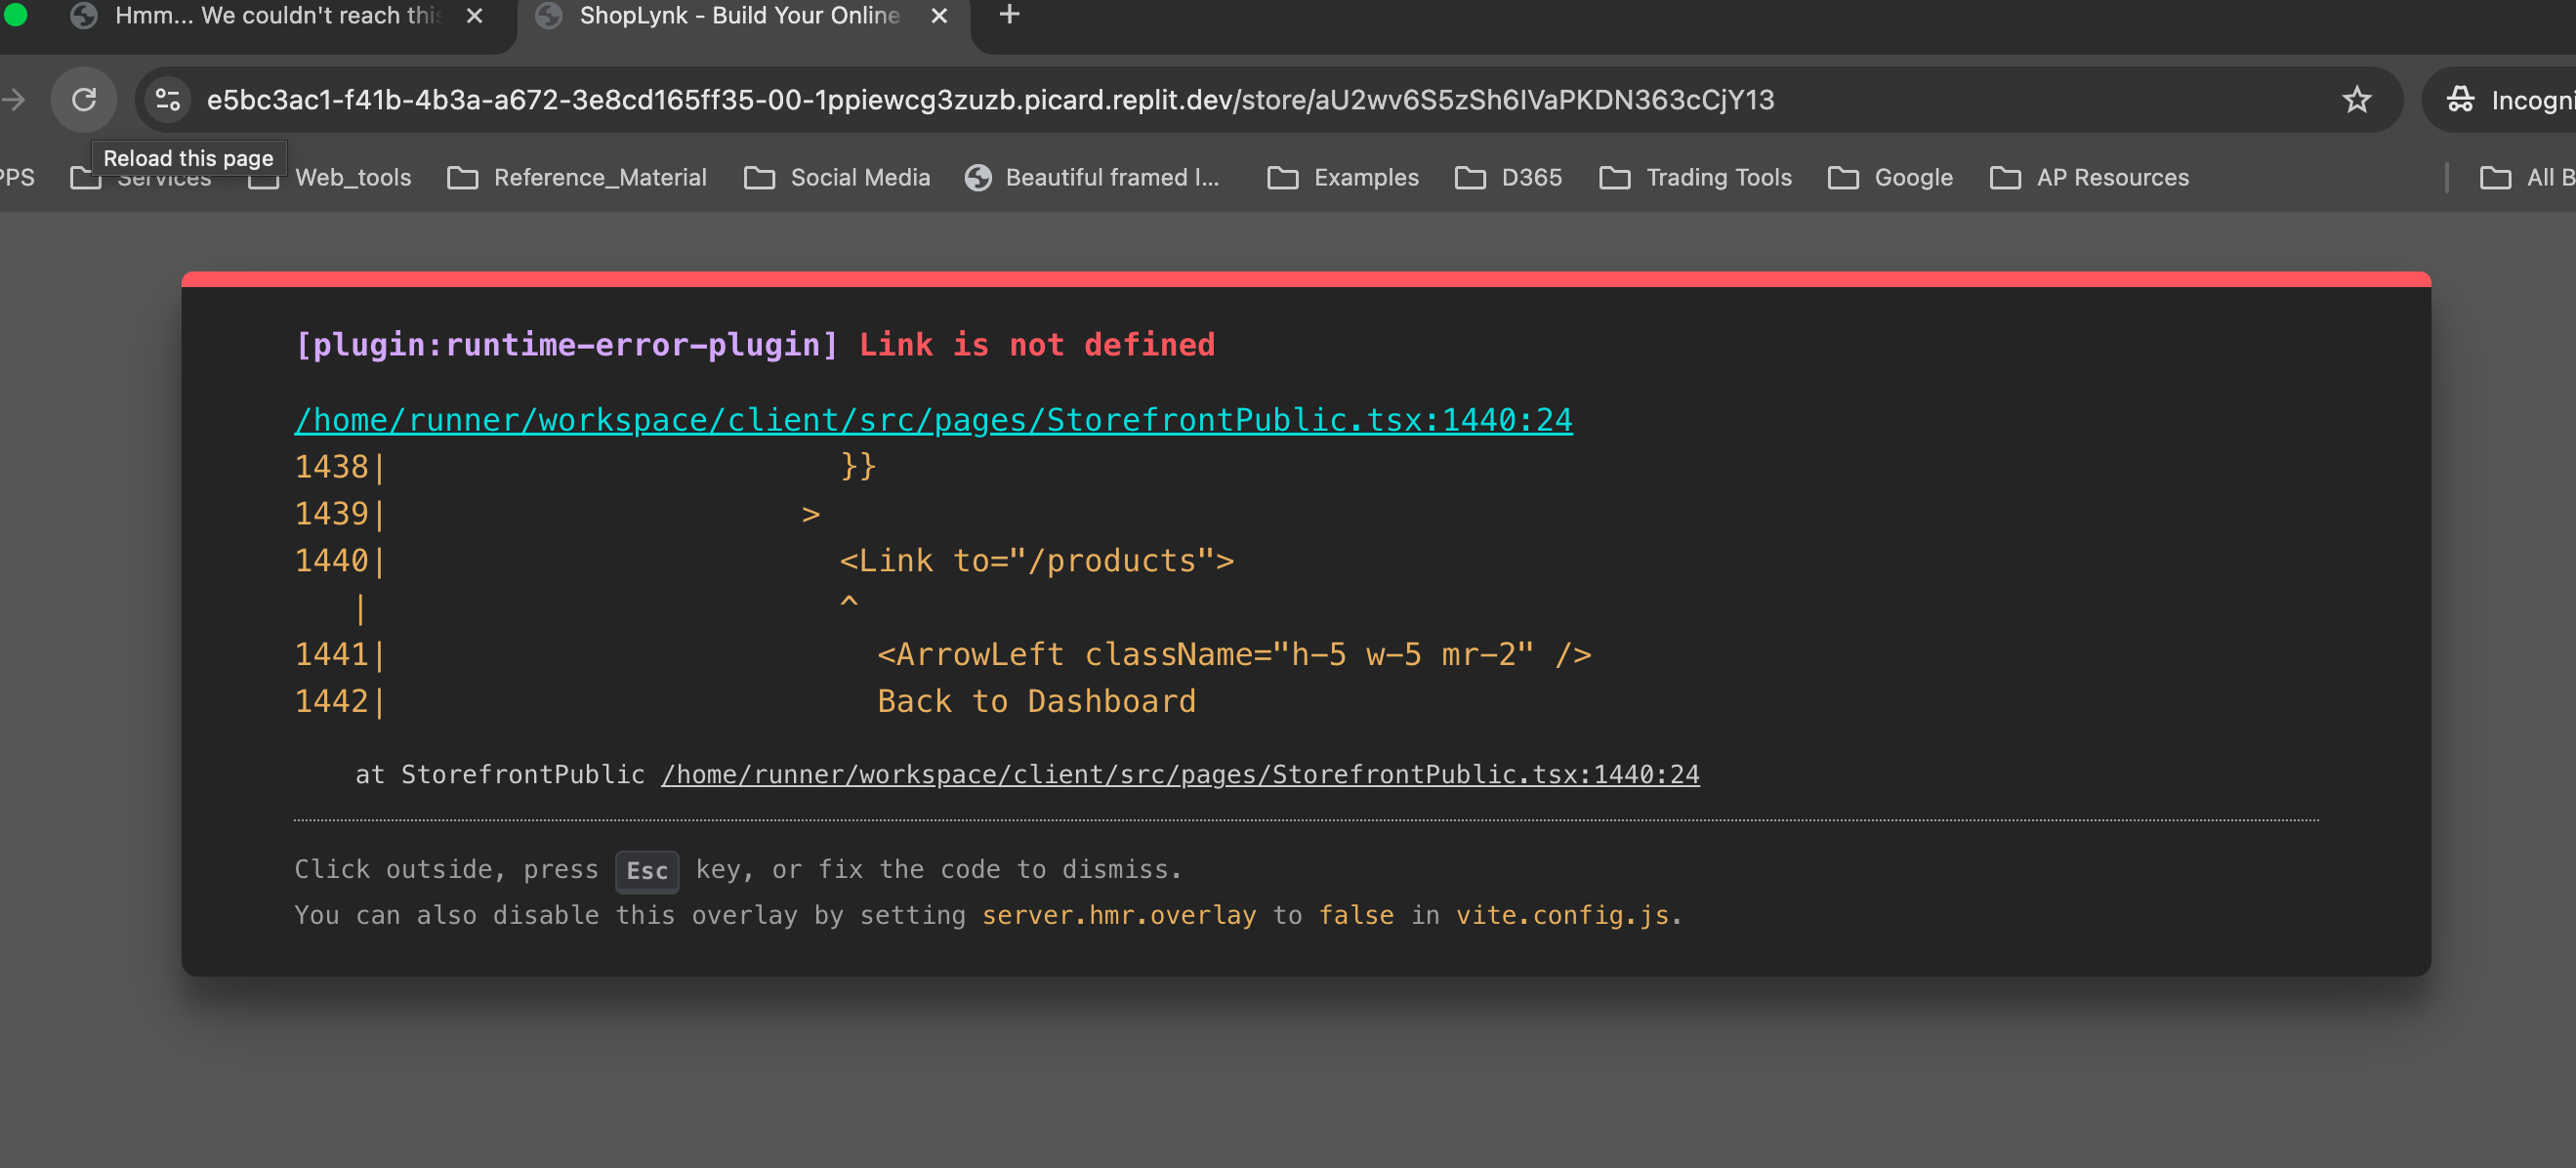 Hmm... We couldn't reach this
ShopLynk - Build Your Online
e5bc3ac1-f41b-4b3a-a672-3e8cd165ff35-00-1ppiewcg3zuzb.picard.replit.dev/store/aU2wv6S5zSh6IVaPKDN363cCjY13
Incogni
Reload this page
PPS Services Web_tools Reference_Material Social Media Beautiful framed l... Examples D365 Trading Tools Google AP Resources All B
[plugin:runtime-error-plugin] Link is not defined
/home/runner/workspace/client/src/pages/StorefrontPublic.tsx:1440:24
1438|                        }}
1439|                      >
1440|                        <Link to="/products">
   |                         ^
1441|                          <ArrowLeft className="h-5 w-5 mr-2" />
1442|                          Back to Dashboard
at StorefrontPublic /home/runner/workspace/client/src/pages/StorefrontPublic.tsx:1440:24
Click outside, press Esc key, or fix the code to dismiss.
You can also disable this overlay by setting server.hmr.overlay to false in vite.config.js.